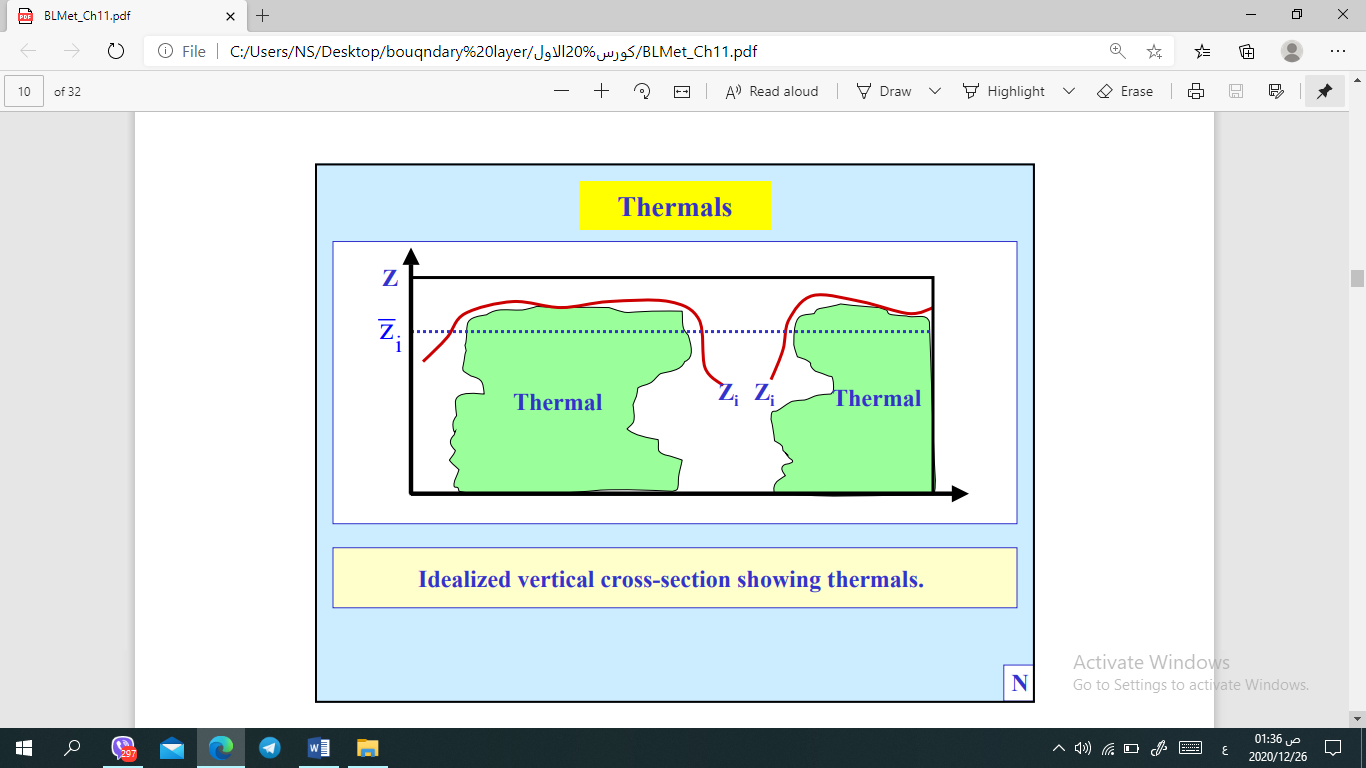 BLMet_Ch11.pdf
File
C:/Users/NS/Desktop/bouqndary%20layer/كورس%20الاول/BLMet_Ch11.pdf
10 of 32
Read aloud
Draw
Highlight
Erase
Thermals
Z
Z̅i
Zi Zi
Thermal
Thermal
Idealized vertical cross-section showing thermals.
N
Activate Windows
Go to Settings to activate Windows.
297
ع
01:36 ص
2020/12/26